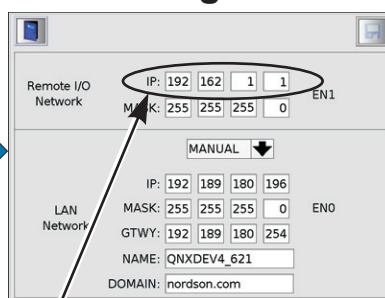 Remote I/O
Network
IP: 192 162 1 1
EN1
MASK: 255 255 255 0
MANUAL
LAN
Network
IP: 192 189 180 196
MASK: 255 255 255 0
EN0
GTWY: 192 189 180 254
NAME: QNXDEV4_621
DOMAIN: nordson.com